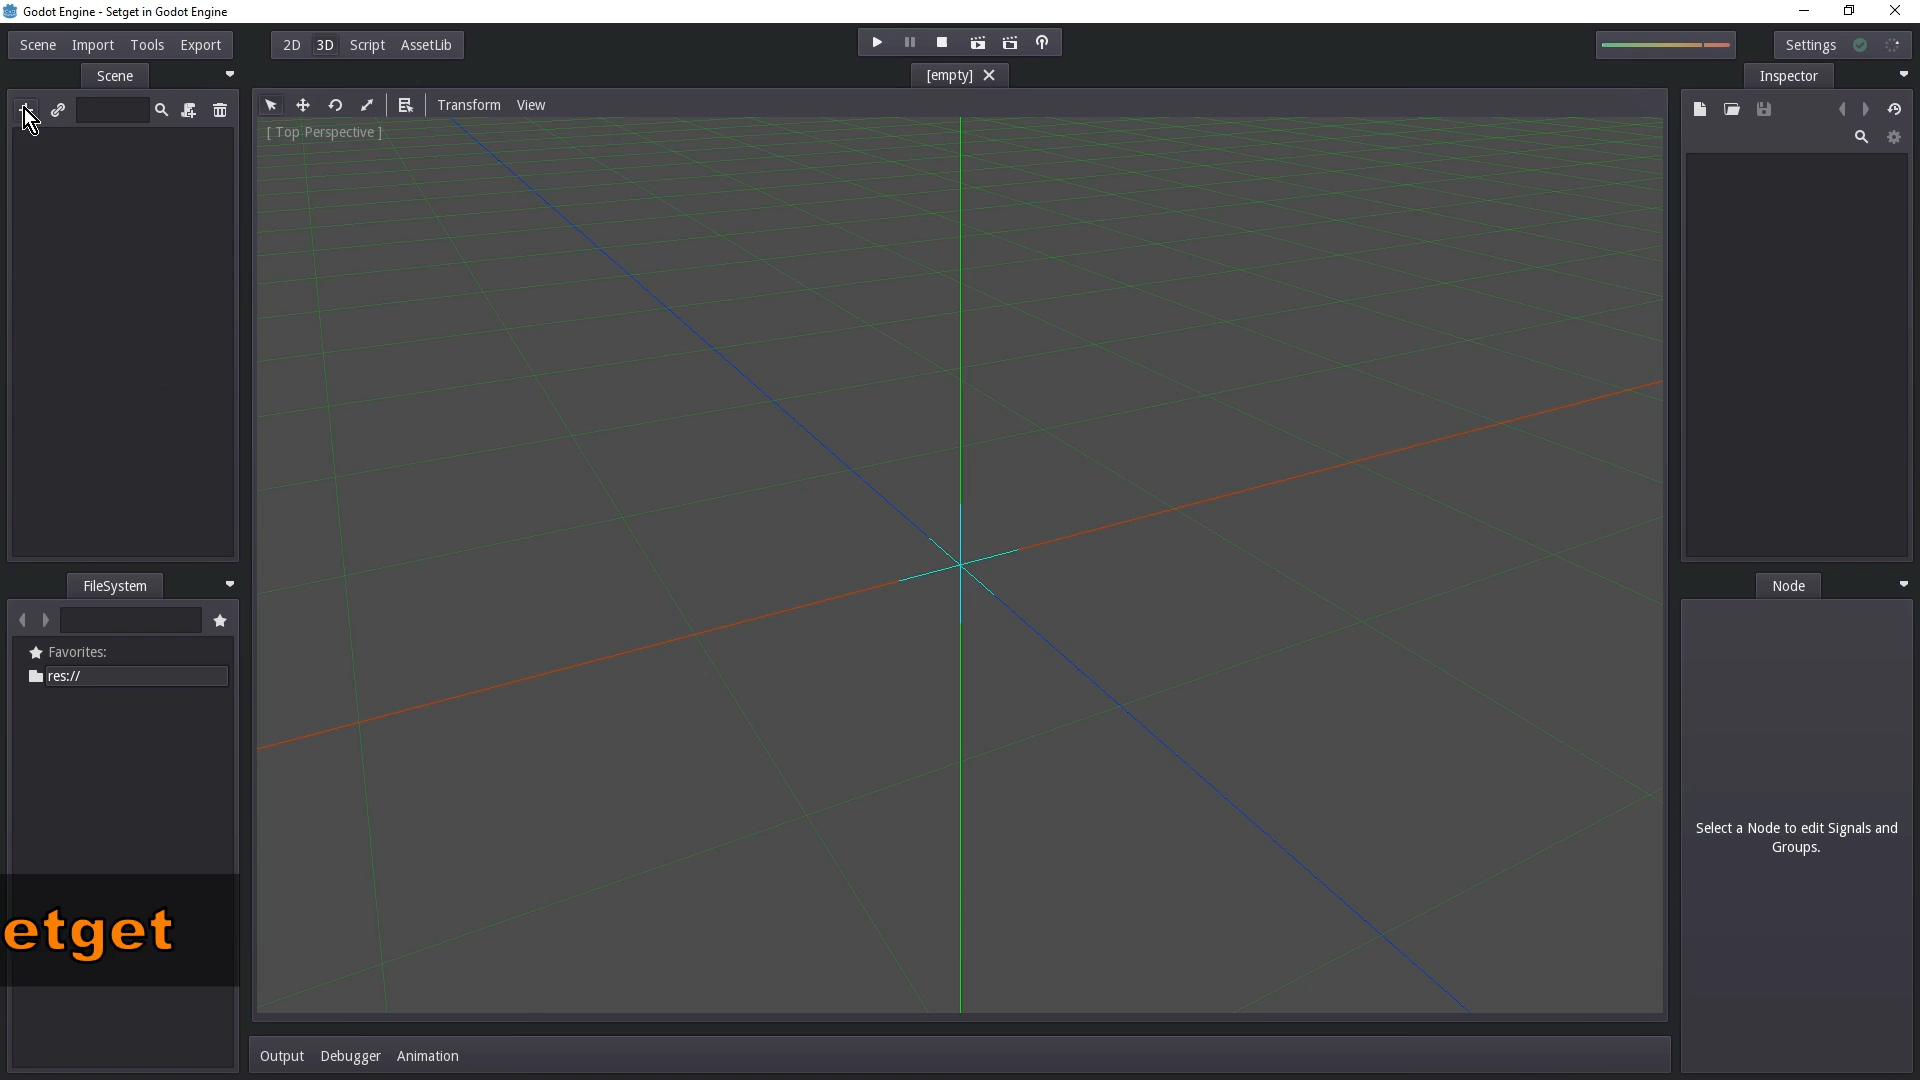 Godot Engine - Setget in Godot Engine
Scene Import Tools Export
2D 3D Script AssetLib
Settings
Scene
[empty]
Inspector
Transform View
[ Top Perspective ]
FileSystem
Node
Favorites:
res://
Select a Node to edit Signals and
Groups.
etget
Output Debugger Animation